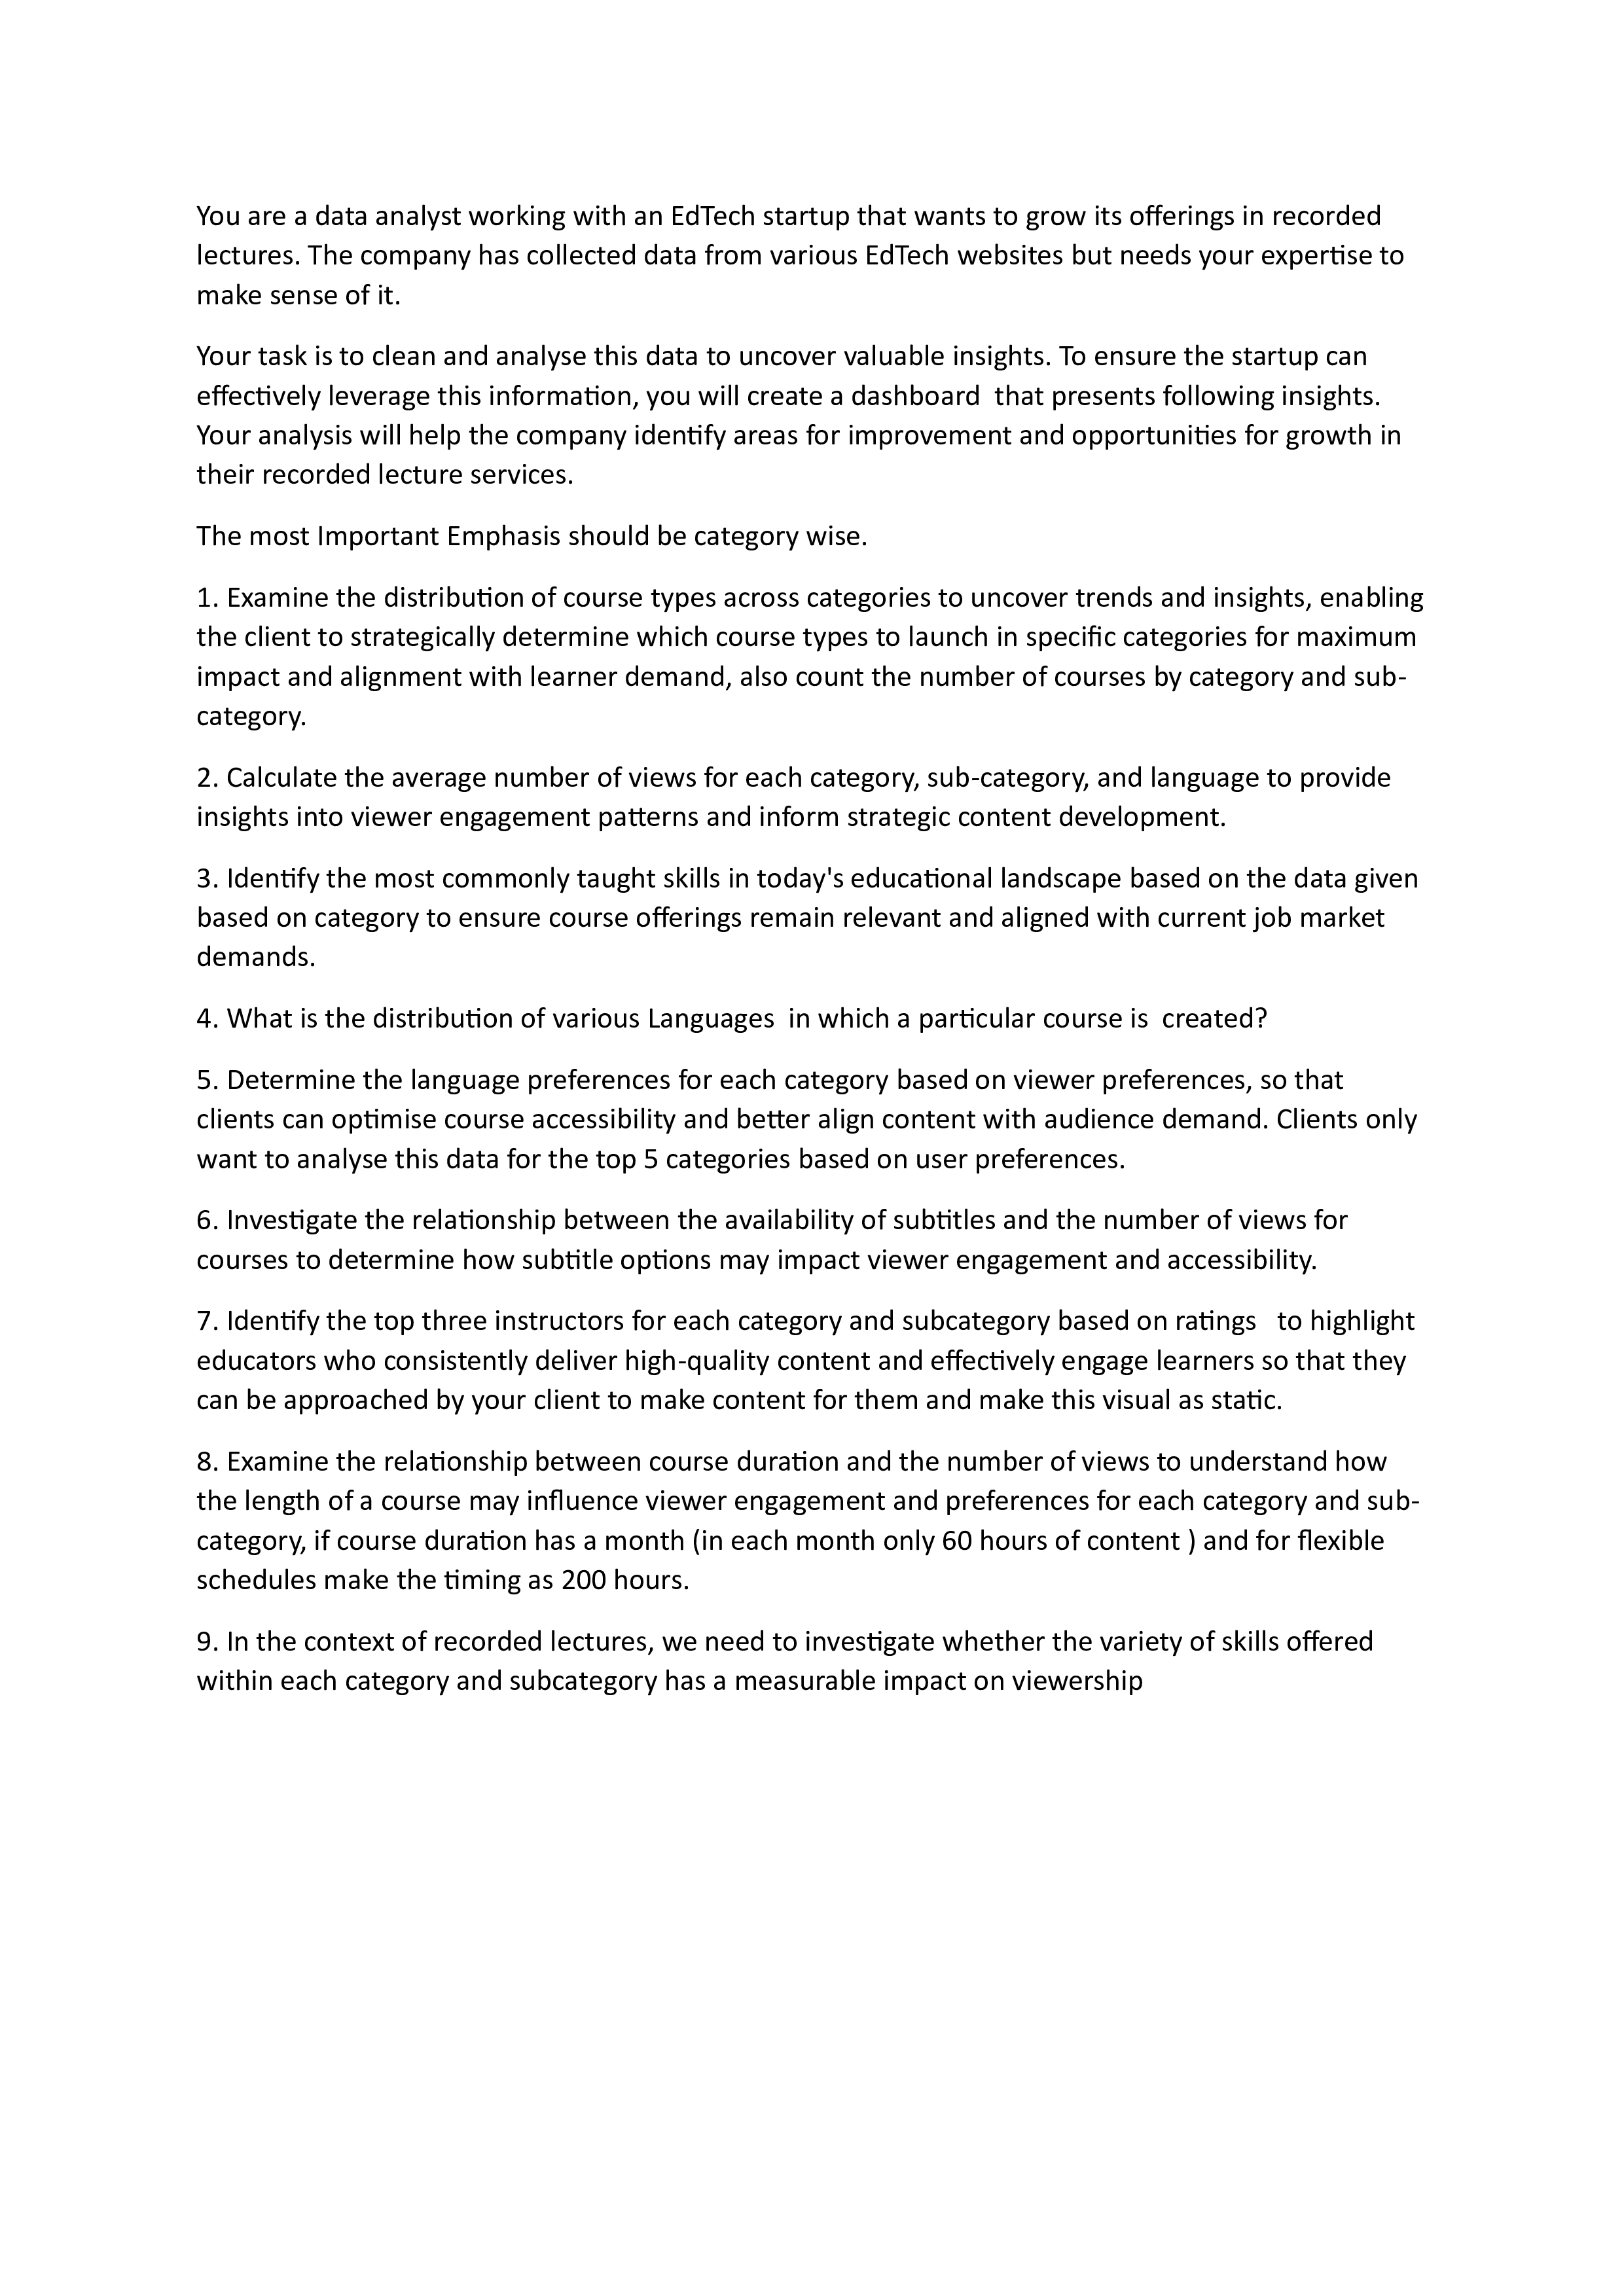 You are a data analyst working with an EdTech startup that wants to grow its offerings in recorded
lectures. The company has collected data from various EdTech websites but needs your expertise to
make sense of it.
Your task is to clean and analyse this data to uncover valuable insights. To ensure the startup can
effectively leverage this information, you will create a dashboard  that presents following insights.
Your analysis will help the company identify areas for improvement and opportunities for growth in
their recorded lecture services.
The most Important Emphasis should be category wise.
1. Examine the distribution of course types across categories to uncover trends and insights, enabling
the client to strategically determine which course types to launch in specific categories for maximum
impact and alignment with learner demand, also count the number of courses by category and sub-
category.
2. Calculate the average number of views for each category, sub-category, and language to provide
insights into viewer engagement patterns and inform strategic content development.
3. Identify the most commonly taught skills in today's educational landscape based on the data given
based on category to ensure course offerings remain relevant and aligned with current job market
demands.
4. What is the distribution of various Languages  in which a particular course is  created?
5. Determine the language preferences for each category based on viewer preferences, so that
clients can optimise course accessibility and better align content with audience demand. Clients only
want to analyse this data for the top 5 categories based on user preferences.
6. Investigate the relationship between the availability of subtitles and the number of views for
courses to determine how subtitle options may impact viewer engagement and accessibility.
7. Identify the top three instructors for each category and subcategory based on ratings   to highlight
educators who consistently deliver high-quality content and effectively engage learners so that they
can be approached by your client to make content for them and make this visual as static.
8. Examine the relationship between course duration and the number of views to understand how
the length of a course may influence viewer engagement and preferences for each category and sub-
category, if course duration has a month (in each month only 60 hours of content ) and for flexible
schedules make the timing as 200 hours.
9. In the context of recorded lectures, we need to investigate whether the variety of skills offered
within each category and subcategory has a measurable impact on viewership